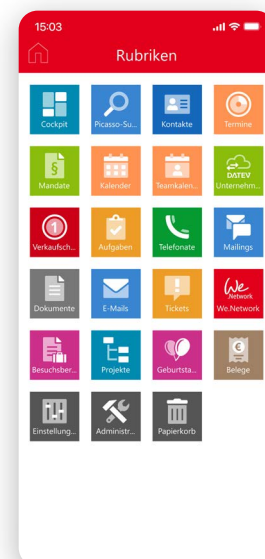 15:03
Rubriken
Cockpit
Picasso-Su...
Kontakte
Termine
§
DATEV
Mandate
Kalender
Teamkalen...
Unternehm...
1
Verkaufsch...
Aufgaben
Telefonate
Mailings
We.
Network
Dokumente
E-Mails
Tickets
We.Network
€
Besuchsber...
Projekte
Geburtsta...
Belege
Einstellung...
Administr...
Papierkorb